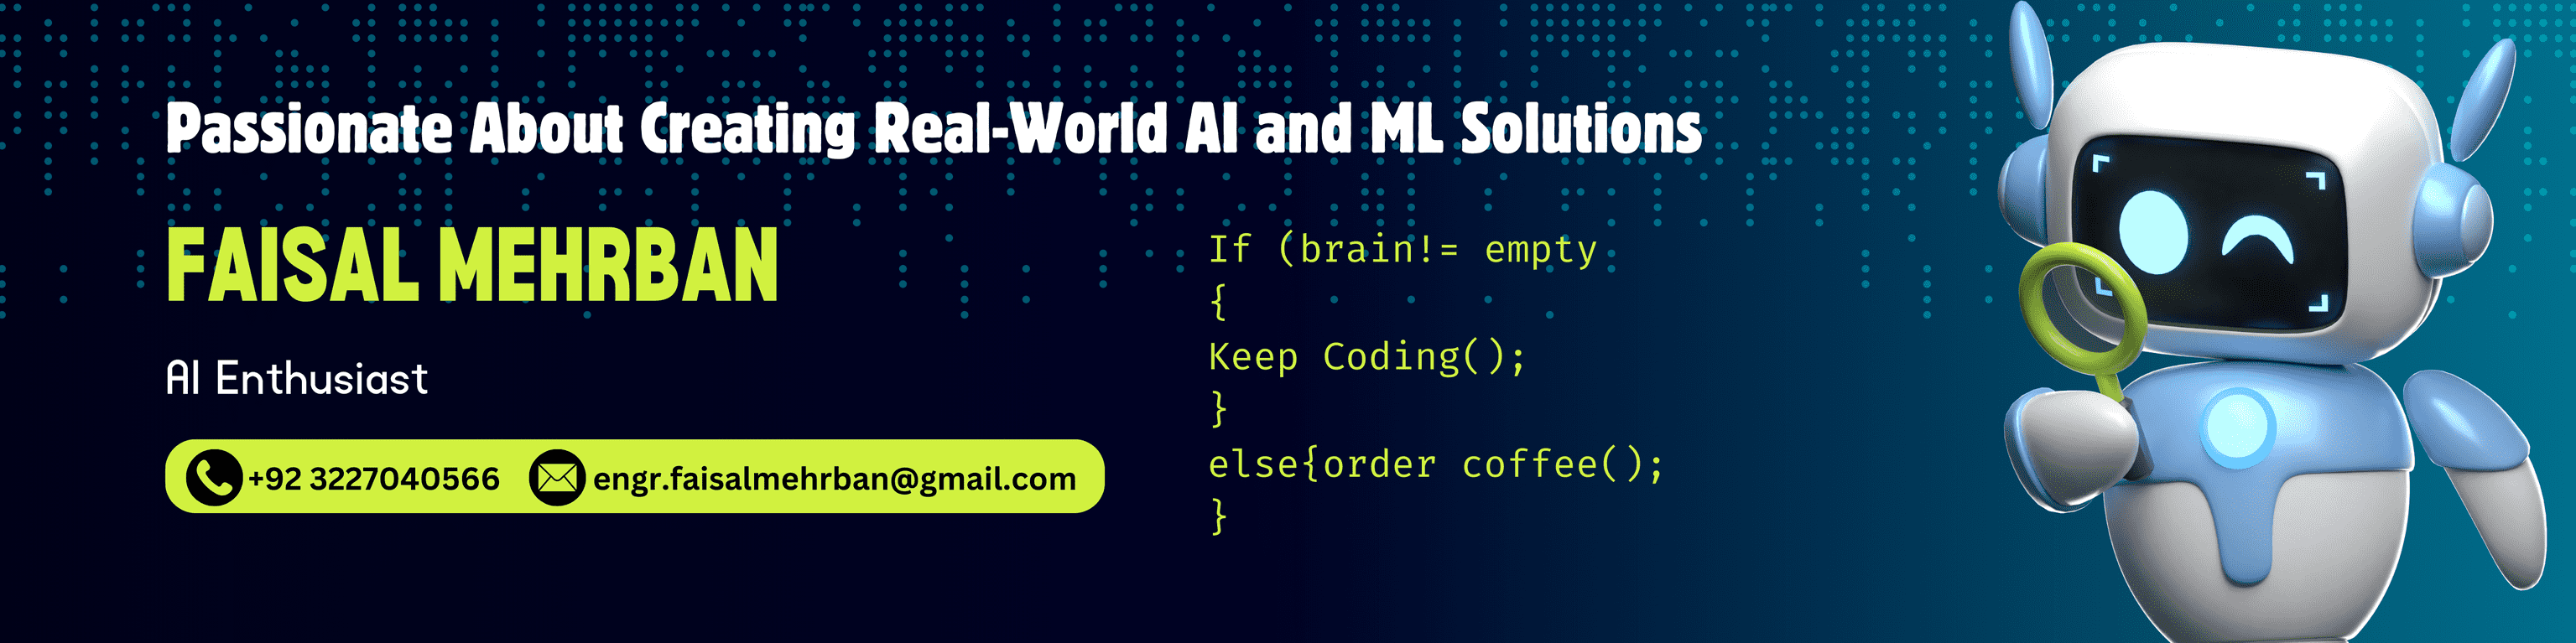 Passionate About Creating Real-World AI and ML Solutions
FAISAL MEHRBAN
AI Enthusiast
+92 3227040566 engr.faisalmehrban@gmail.com
If (brain!= empty
{
Keep Coding();
}
else{order coffee();
}